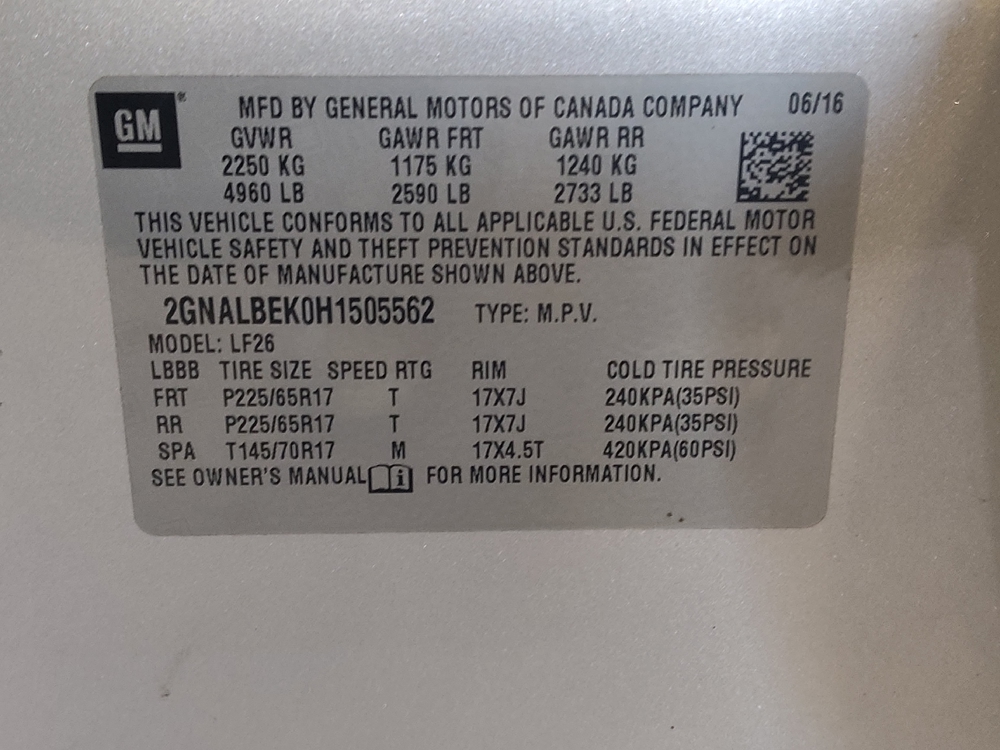 GM® MFD BY GENERAL MOTORS OF CANADA COMPANY 06/16
GVWR GAWR FRT GAWR RR
2250 KG 1175 KG 1240 KG
4960 LB 2590 LB 2733 LB
THIS VEHICLE CONFORMS TO ALL APPLICABLE U.S. FEDERAL MOTOR
VEHICLE SAFETY AND THEFT PREVENTION STANDARDS IN EFFECT ON
THE DATE OF MANUFACTURE SHOWN ABOVE.
2GNALBEK0H1505562 TYPE: M.P.V.
MODEL: LF26
LBBB TIRE SIZE SPEED RTG RIM COLD TIRE PRESSURE
FRT P225/65R17 T 17X7J 240KPA(35PSI)
RR P225/65R17 T 17X7J 240KPA(35PSI)
SPA T145/70R17 M 17X4.5T 420KPA(60PSI)
SEE OWNER'S MANUAL i FOR MORE INFORMATION.